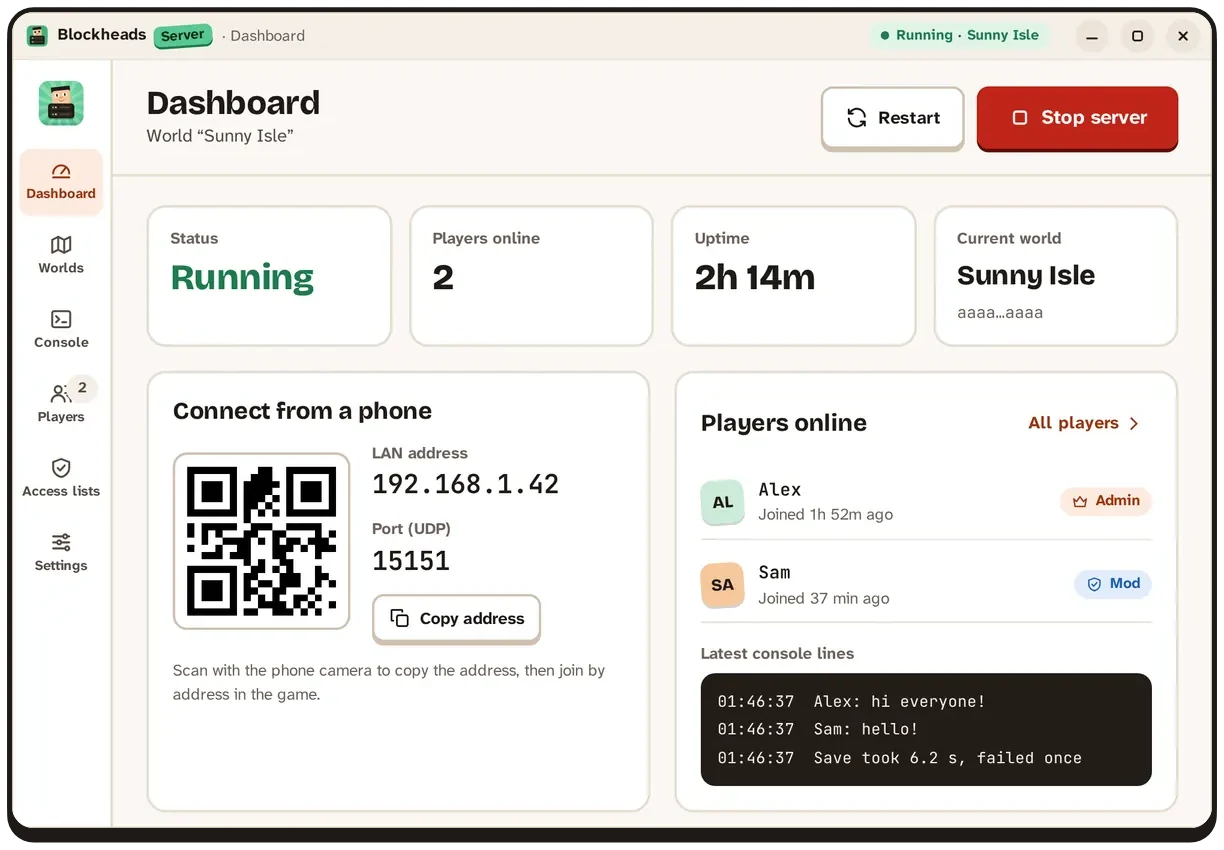 Blockheads Server · Dashboard
Running · Sunny Isle
Dashboard
World “Sunny Isle”
Restart
Stop server
Dashboard
Worlds
Console
2
Players
Access lists
Settings
Status
Running
Players online
2
Uptime
2h 14m
Current world
Sunny Isle
aaaa…aaaa
Connect from a phone
LAN address
192.168.1.42
Port (UDP)
15151
Copy address
Scan with the phone camera to copy the address, then join by
address in the game.
Players online
All players
AL
Alex
Joined 1h 52m ago
Admin
SA
Sam
Joined 37 min ago
Mod
Latest console lines
01:46:37 Alex: hi everyone!
01:46:37 Sam: hello!
01:46:37 Save took 6.2 s, failed once